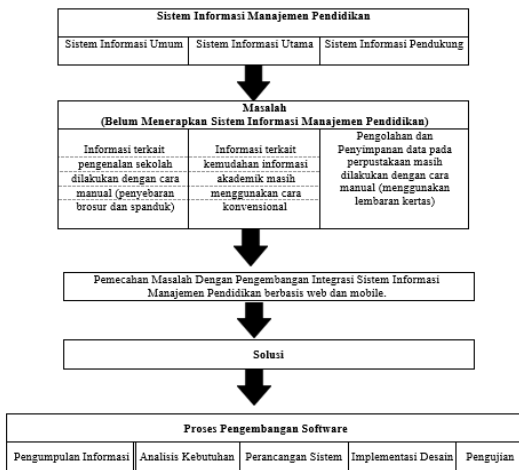 Sistem Informasi Manajemen Pendidikan
Sistem Informasi Umum
Sistem Informasi Utama
Sistem Informasi Pendukung
Masalah
(Belum Menerapkan Sistem Informasi Manajemen Pendidikan)
Informasi terkait
pengenalan sekolah
dilakukan dengan cara
manual (penyebaran
brosur dan spanduk)
Informasi terkait
kemudahan informasi
akademik masih
menggunakan cara
konvensional
Pengolahan dan
Penyimpanan data pada
perpustakaan masih
dilakukan dengan cara
manual (menggunakan
lembaran kertas)
Pemecahan Masalah Dengan Pengembangan Integrasi Sistem Informasi
Manajemen Pendidikan berbasis web dan mobile.
Solusi
Proses Pengembangan Software
Pengumpulan Informasi
Analisis Kebutuhan
Perancangan Sistem
Implementasi Desain
Pengujian